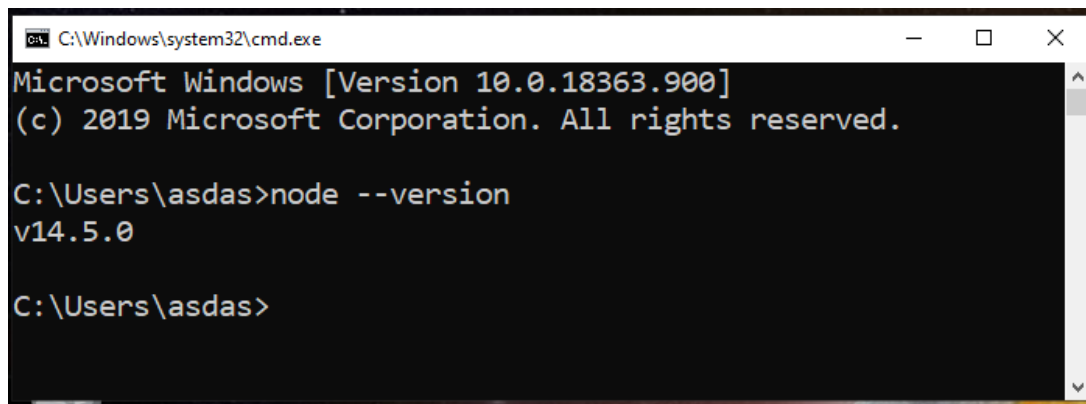 C:\Windows\system32\cmd.exe
Microsoft Windows [Version 10.0.18363.900]
(c) 2019 Microsoft Corporation. All rights reserved.
C:\Users\asdas>node --version
v14.5.0
C:\Users\asdas>